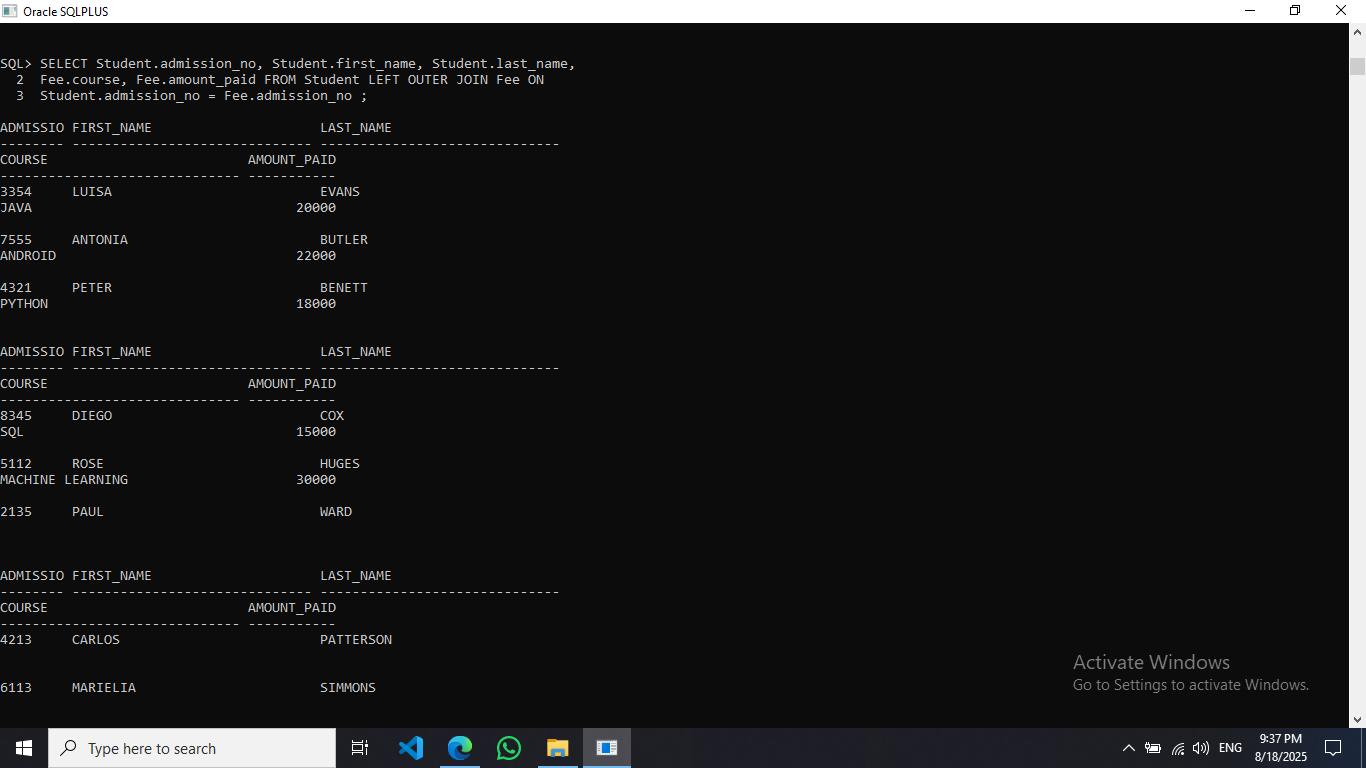 Oracle SQLPLUS
SQL> SELECT Student.admission_no, Student.first_name, Student.last_name,
  2  Fee.course, Fee.amount_paid FROM Student LEFT OUTER JOIN Fee ON
  3  Student.admission_no = Fee.admission_no ;
ADMISSIO FIRST_NAME                     LAST_NAME
-------- ------------------------------ ------------------------------
COURSE                         AMOUNT_PAID
------------------------------ -----------
3354     LUISA                          EVANS
JAVA                                 20000
7555     ANTONIA                        BUTLER
ANDROID                              22000
4321     PETER                          BENETT
PYTHON                               18000
ADMISSIO FIRST_NAME                     LAST_NAME
-------- ------------------------------ ------------------------------
COURSE                         AMOUNT_PAID
------------------------------ -----------
8345     DIEGO                          COX
SQL                                  15000
5112     ROSE                           HUGES
MACHINE LEARNING                     30000
2135     PAUL                           WARD
ADMISSIO FIRST_NAME                     LAST_NAME
-------- ------------------------------ ------------------------------
COURSE                         AMOUNT_PAID
------------------------------ -----------
4213     CARLOS                         PATTERSON
6113     MARIELIA                       SIMMONS
Activate Windows
Go to Settings to activate Windows.
Type here to search
ENG
9:37 PM
8/18/2025